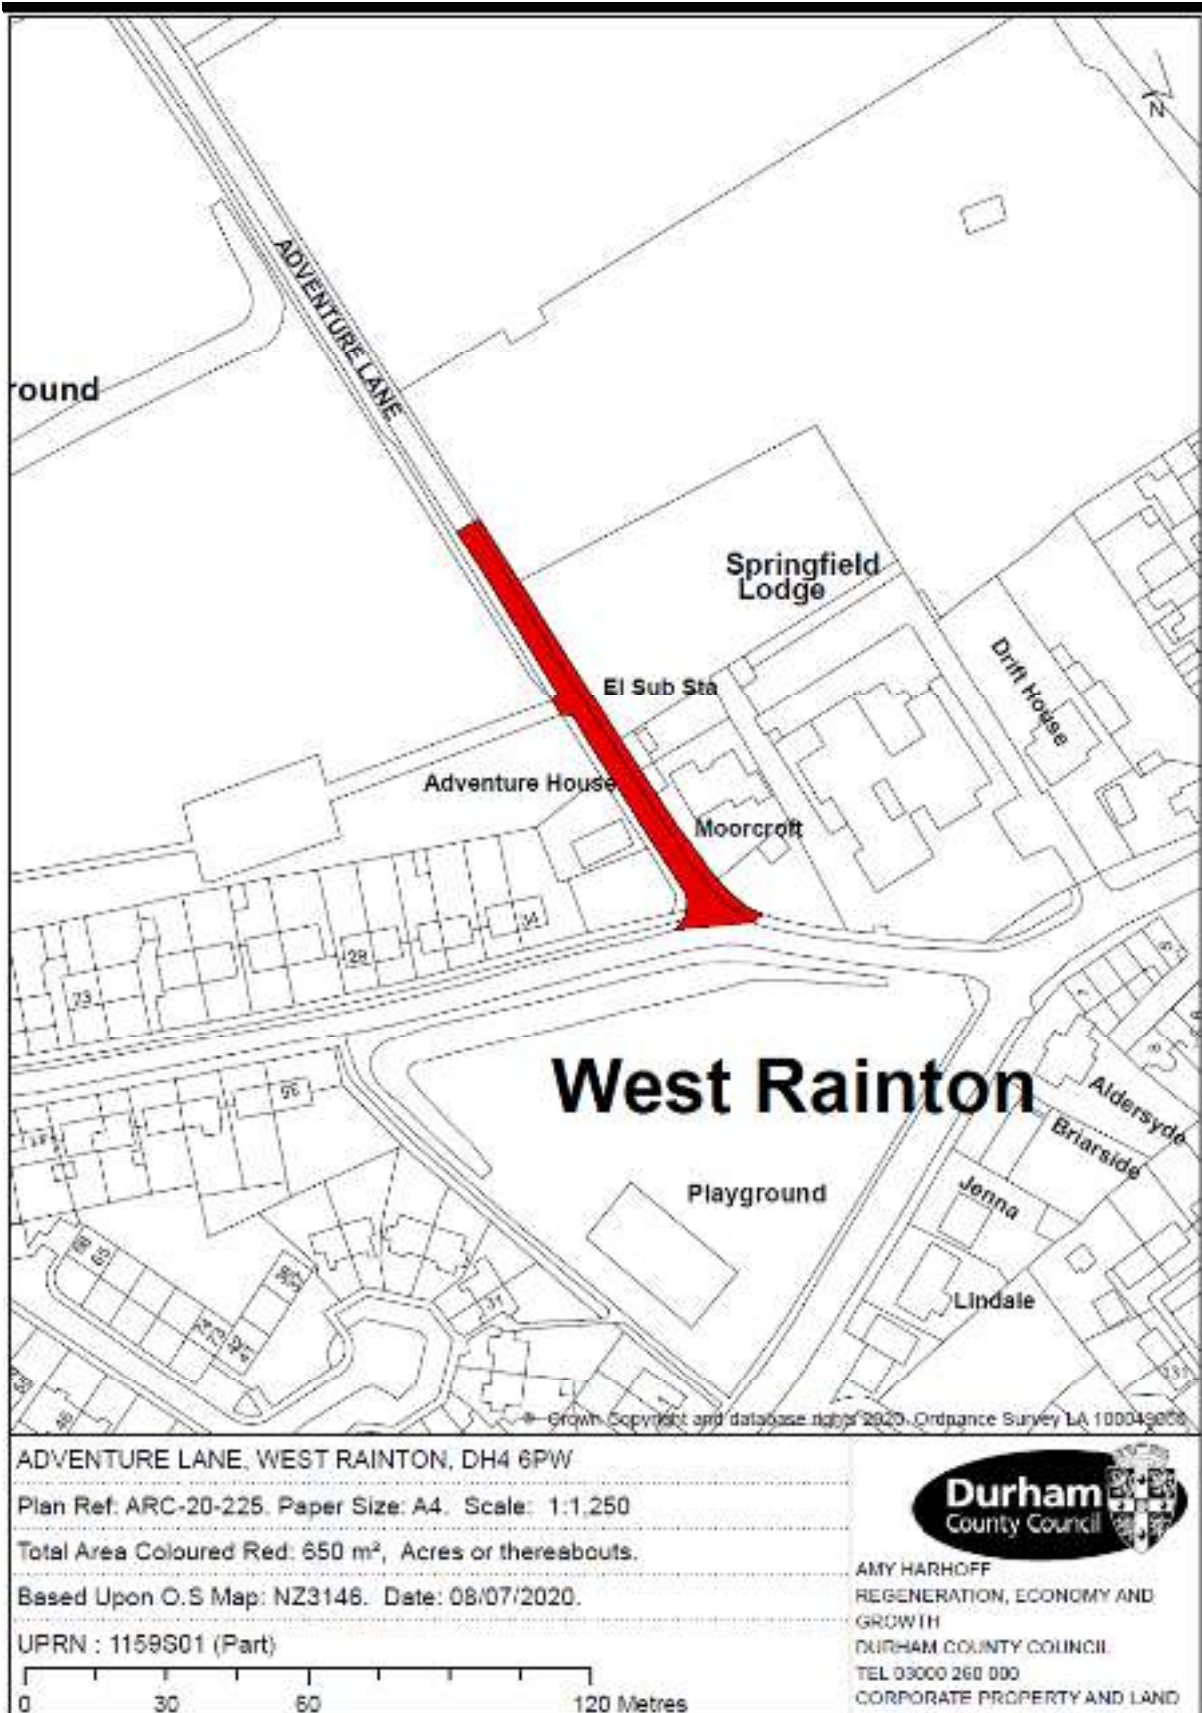 N
ADVENTURE LANE
round
Springfield
Lodge
El Sub Sta
Drift House
Adventure House
Moorcroft
34
28
23
West Rainton
35
Aldersyde
Briarside
Jenna
Playground
Lindale
31
© Crown Copyright and database rights 2020. Ordnance Survey LA
ADVENTURE LANE, WEST RAINTON, DH4 6PW
Plan Ref: ARC-20-225. Paper Size: A4. Scale: 1:1,250
Total Area Coloured Red: 650 m², Acres or thereabouts.
Based Upon O.S Map: NZ3146. Date: 08/07/2020.
UPRN : 1159S01 (Part)
0 30 60 120 Metres
Durham
County Council
AMY HARHOFF
REGENERATION, ECONOMY AND
GROWTH
DURHAM COUNTY COUNCIL
TEL 03000 260 000
CORPORATE PROPERTY AND LAND